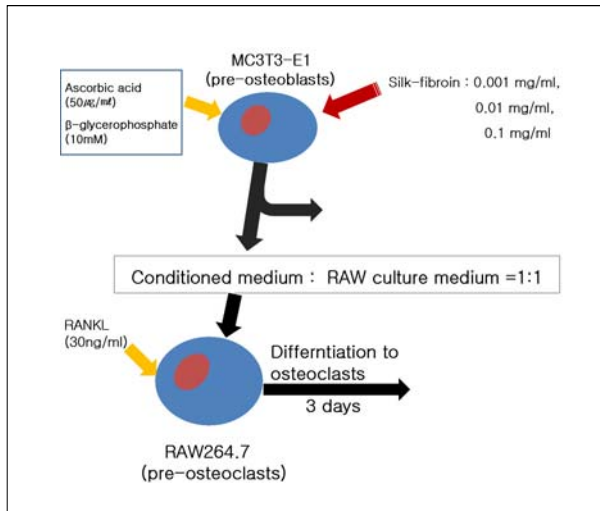 MC3T3-E1
(pre-osteoblasts)
Ascorbic acid
(50㎍/㎖)
β-glycerophosphate
(10mM)
Silk-fibroin : 0.001 mg/ml,
0.01 mg/ml,
0.1 mg/ml
Conditioned medium : RAW culture medium =1:1
RANKL
(30ng/ml)
Differntiation to
osteoclasts
3 days
RAW264.7
(pre-osteoclasts)